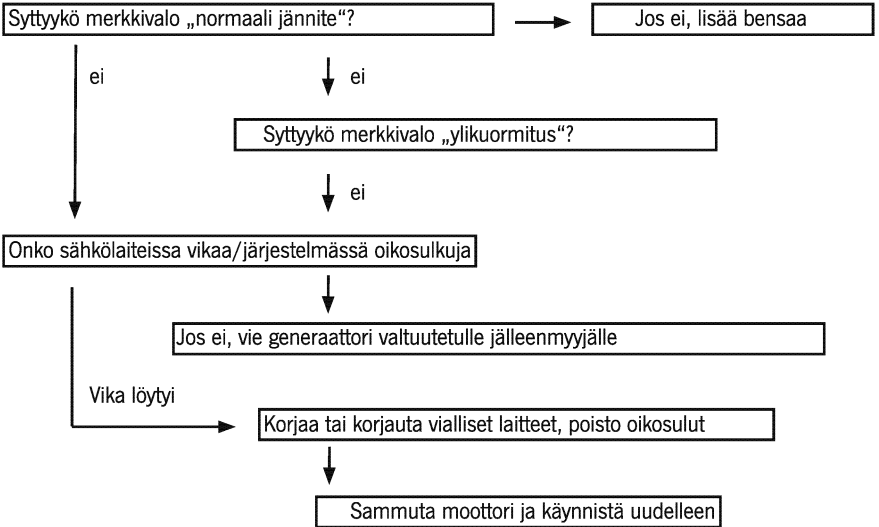 Syttyykö merkkivalo „normaali jännite“?
Jos ei, lisää bensaa
ei
ei
Syttyykö merkkivalo „ylikuormitus“?
ei
Onko sähkölaiteissa vikaa/järjestelmässä oikosulkuja
Jos ei, vie generaattori valtuutetulle jälleenmyyjälle
Vika löytyi
Korjaa tai korjauta vialliset laitteet, poisto oikosulut
Sammuta moottori ja käynnistä uudelleen